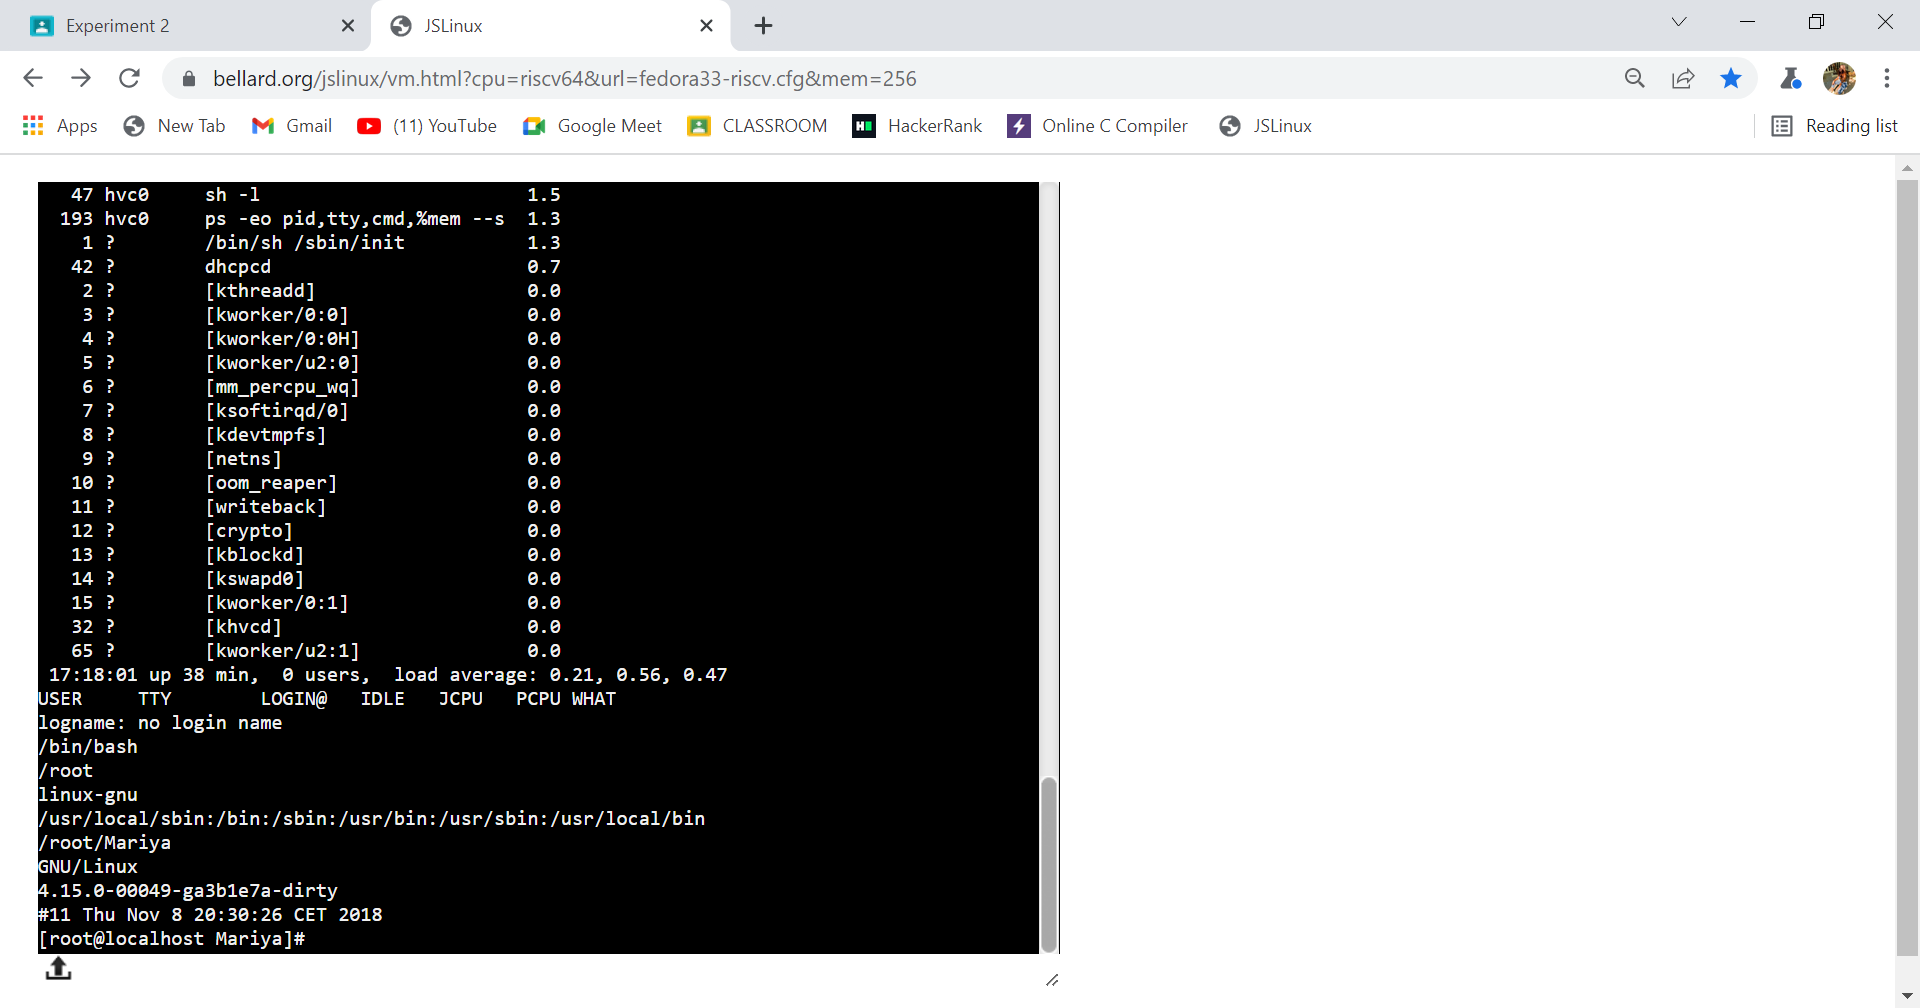 Experiment 2
JSLinux
bellard.org/jslinux/vm.html?cpu=riscv64&url=fedora33-riscv.cfg&mem=256
Apps New Tab Gmail (11) YouTube Google Meet CLASSROOM HackerRank Online C Compiler JSLinux Reading list
47 hvc0 sh -l 1.5
193 hvc0 ps -eo pid,tty,cmd,%mem --s 1.3
1 ? /bin/sh /sbin/init 1.3
42 ? dhcpcd 0.7
2 ? [kthreadd] 0.0
3 ? [kworker/0:0] 0.0
4 ? [kworker/0:0H] 0.0
5 ? [kworker/u2:0] 0.0
6 ? [mm_percpu_wq] 0.0
7 ? [ksoftirqd/0] 0.0
8 ? [kdevtmpfs] 0.0
9 ? [netns] 0.0
10 ? [oom_reaper] 0.0
11 ? [writeback] 0.0
12 ? [crypto] 0.0
13 ? [kblockd] 0.0
14 ? [kswapd0] 0.0
15 ? [kworker/0:1] 0.0
32 ? [khvcd] 0.0
65 ? [kworker/u2:1] 0.0
17:18:01 up 38 min, 0 users, load average: 0.21, 0.56, 0.47
USER TTY LOGIN@ IDLE JCPU PCPU WHAT
logname: no login name
/bin/bash
/root
linux-gnu
/usr/local/sbin:/bin:/sbin:/usr/bin:/usr/sbin:/usr/local/bin
/root/Mariya
GNU/Linux
4.15.0-00049-ga3b1e7a-dirty
#11 Thu Nov 8 20:30:26 CET 2018
[root@localhost Mariya]#